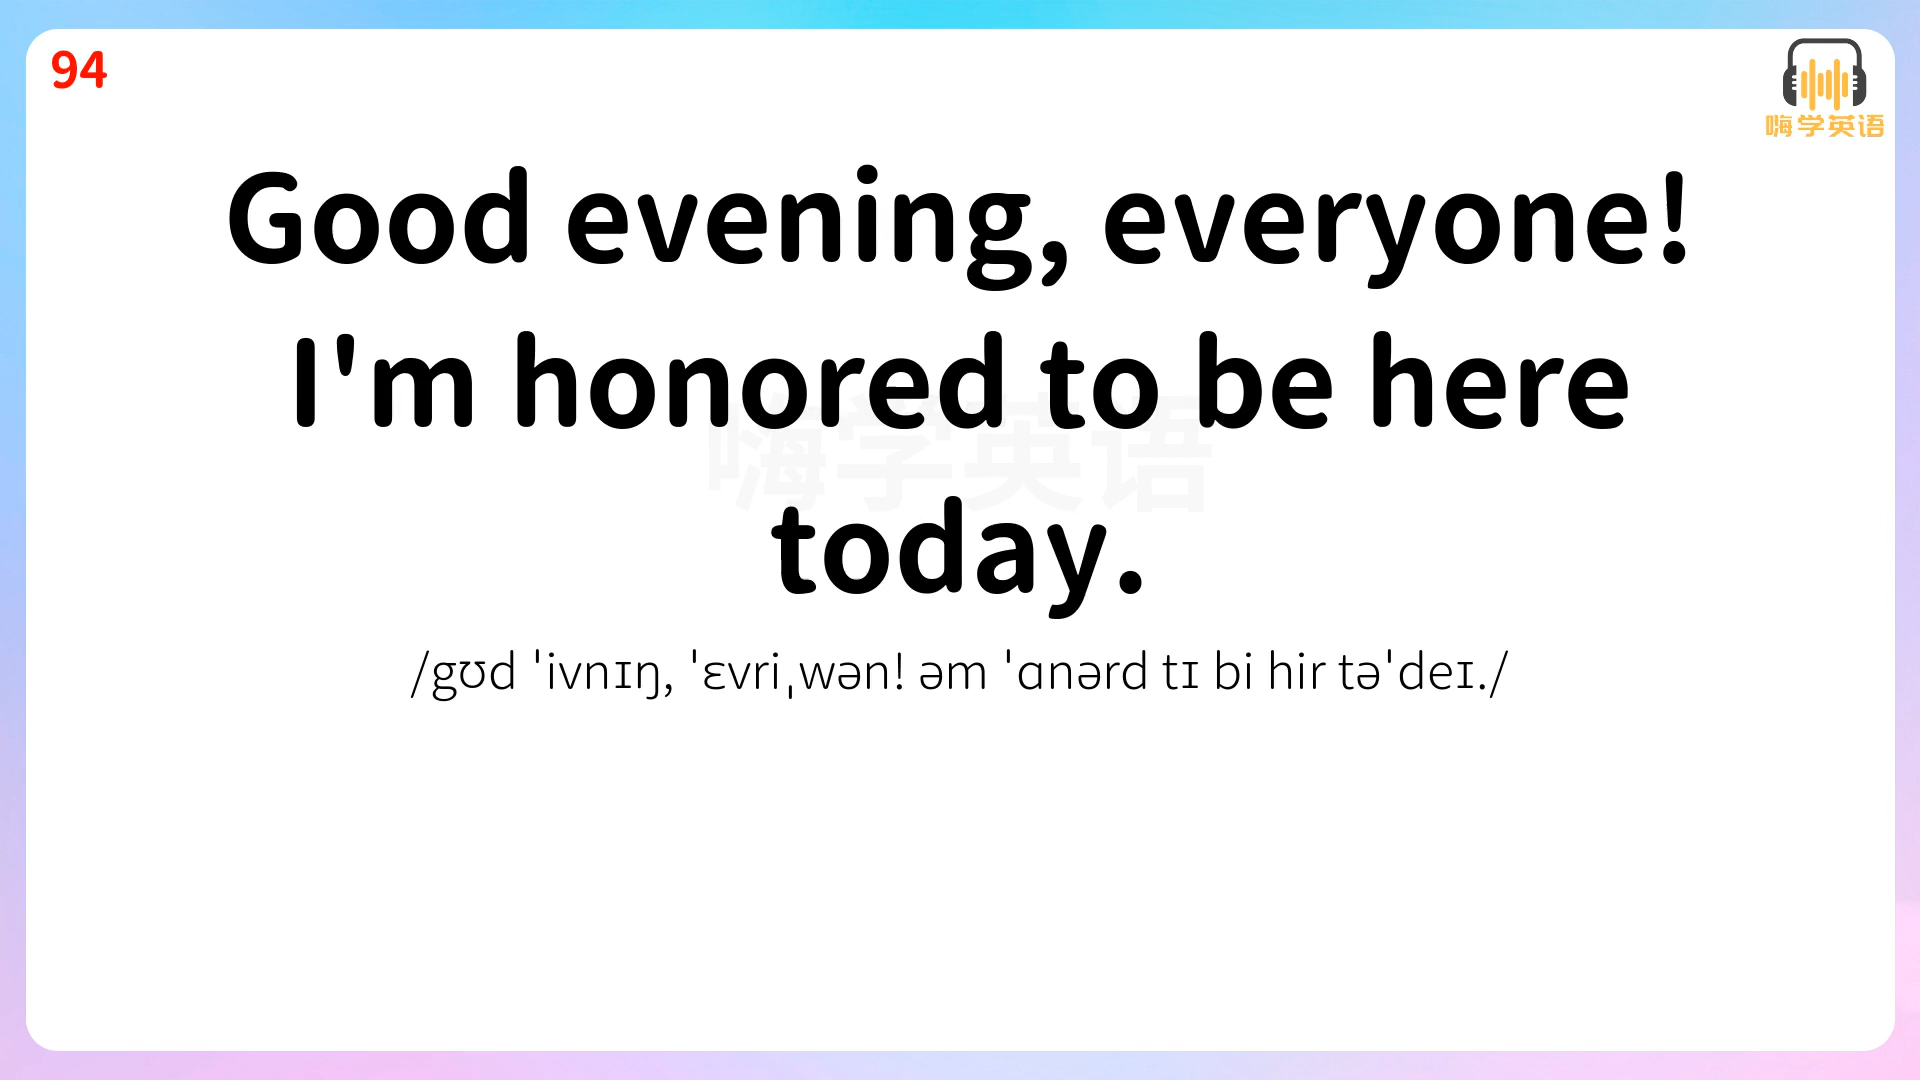 94
嗨学英语
Good evening, everyone!
I'm honored to be here
嗨学英语
today.
/gʊd ˈivnɪŋ, ˈɛvriˌwən! əm ˈɑnərd tɪ bi hir təˈdeɪ./